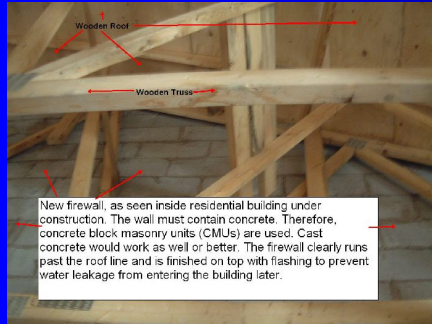 Wooden Roof
Wooden Truss
New firewall, as seen inside residential building under
construction. The wall must contain concrete. Therefore,
concrete block masonry units (CMUs) are used. Cast
concrete would work as well or better. The firewall clearly runs
past the roof line and is finished on top with flashing to prevent
water leakage from entering the building later.